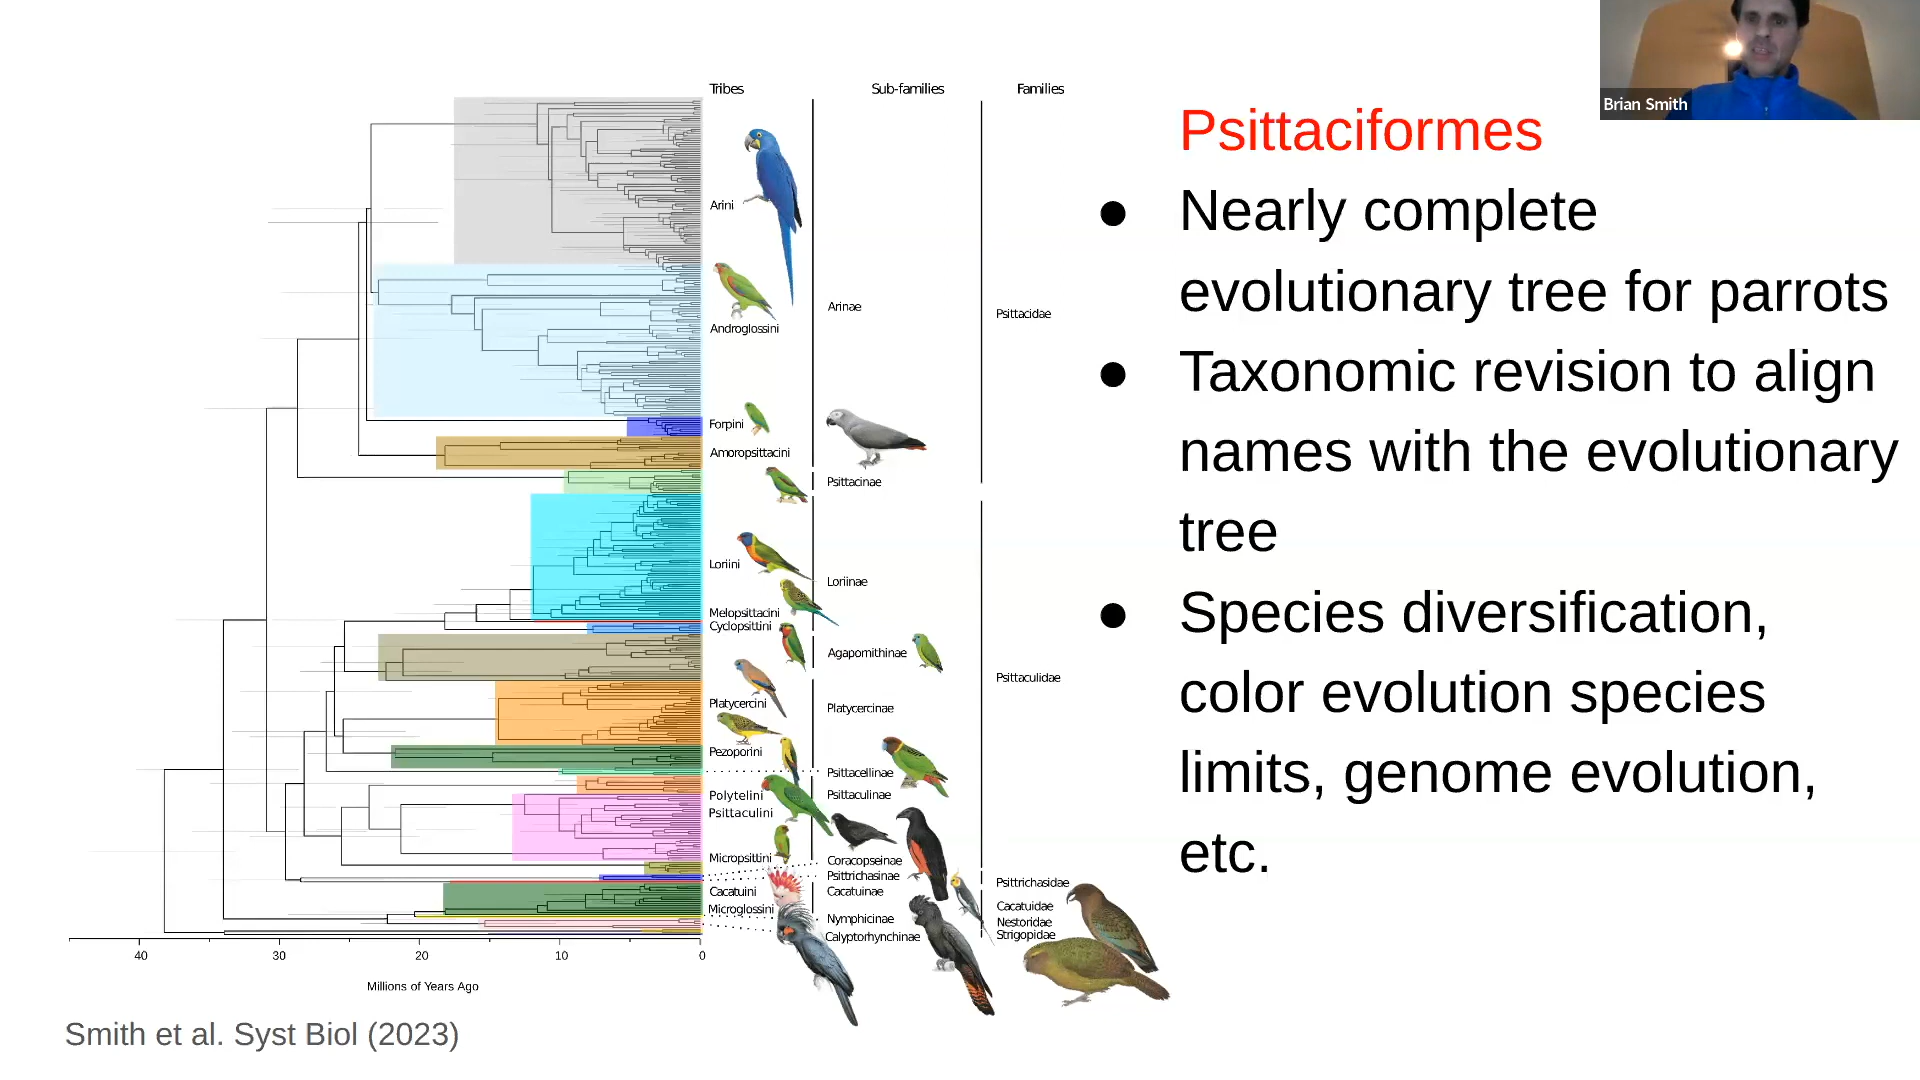 Brian Smith
Tribes
Sub-families
Families
Arini
Androglossini
Forpini
Amoropsittacini
Loriini
Melopsittacini
Cyclopsittini
Platycercini
Pezoporini
Polytelini
Psittaculini
Micropsittini
Cacatuini
Microglossini
Arinae
Psittacinae
Loriinae
Agapornithinae
Platycercinae
Psittacellinae
Psittaculinae
Coracopseinae
Psittrichasinae
Cacatuinae
Nymphicinae
Calyptorhynchinae
Psittacidae
Psittaculidae
Psittrichasidae
Cacatuidae
Nestoridae
Strigopidae
40
30
20
10
0
Millions of Years Ago
Smith et al. Syst Biol (2023)
Psittaciformes
● Nearly complete
evolutionary tree for parrots
● Taxonomic revision to align
names with the evolutionary
tree
● Species diversification,
color evolution species
limits, genome evolution,
etc.